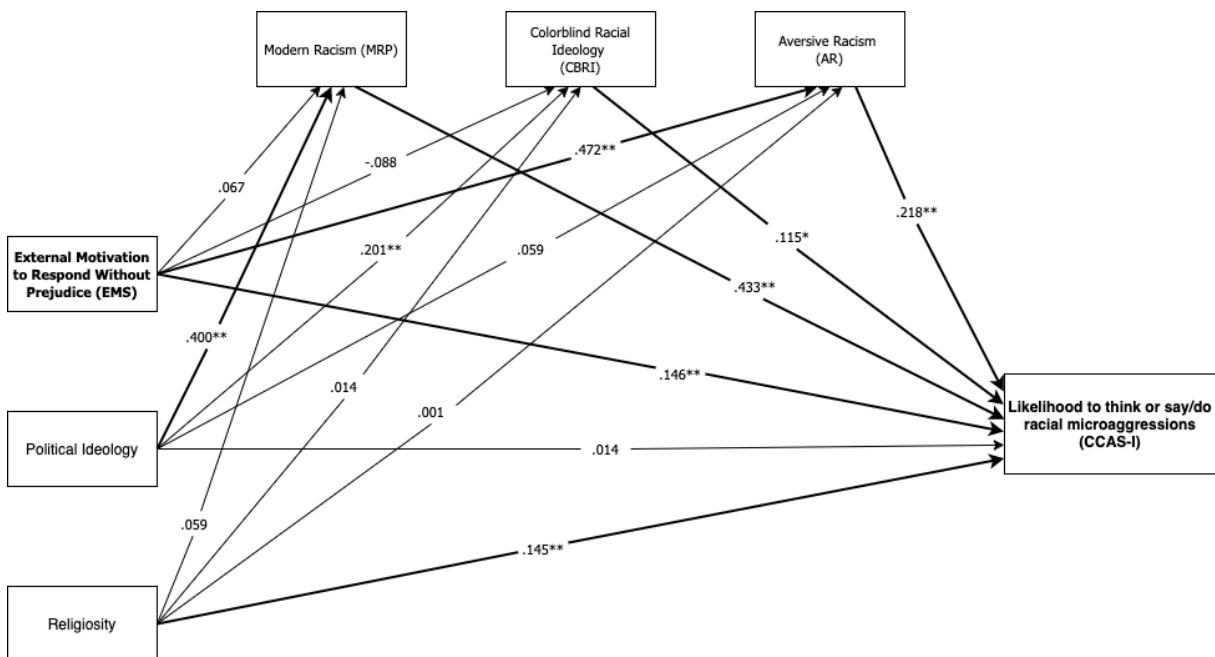 Modern Racism (MRP)
Colorblind Racial
Ideology
(CBRI)
Aversive Racism
(AR)
.472**
-.088
.067
.218**
.115*
.201**
.059
External Motivation
to Respond Without
Prejudice (EMS)
.433**
.400**
.146**
.014
.001
Likelihood to think or say/do
racial microaggressions
(CCAS-I)
Political Ideology
.014
.059
.145**
Religiosity